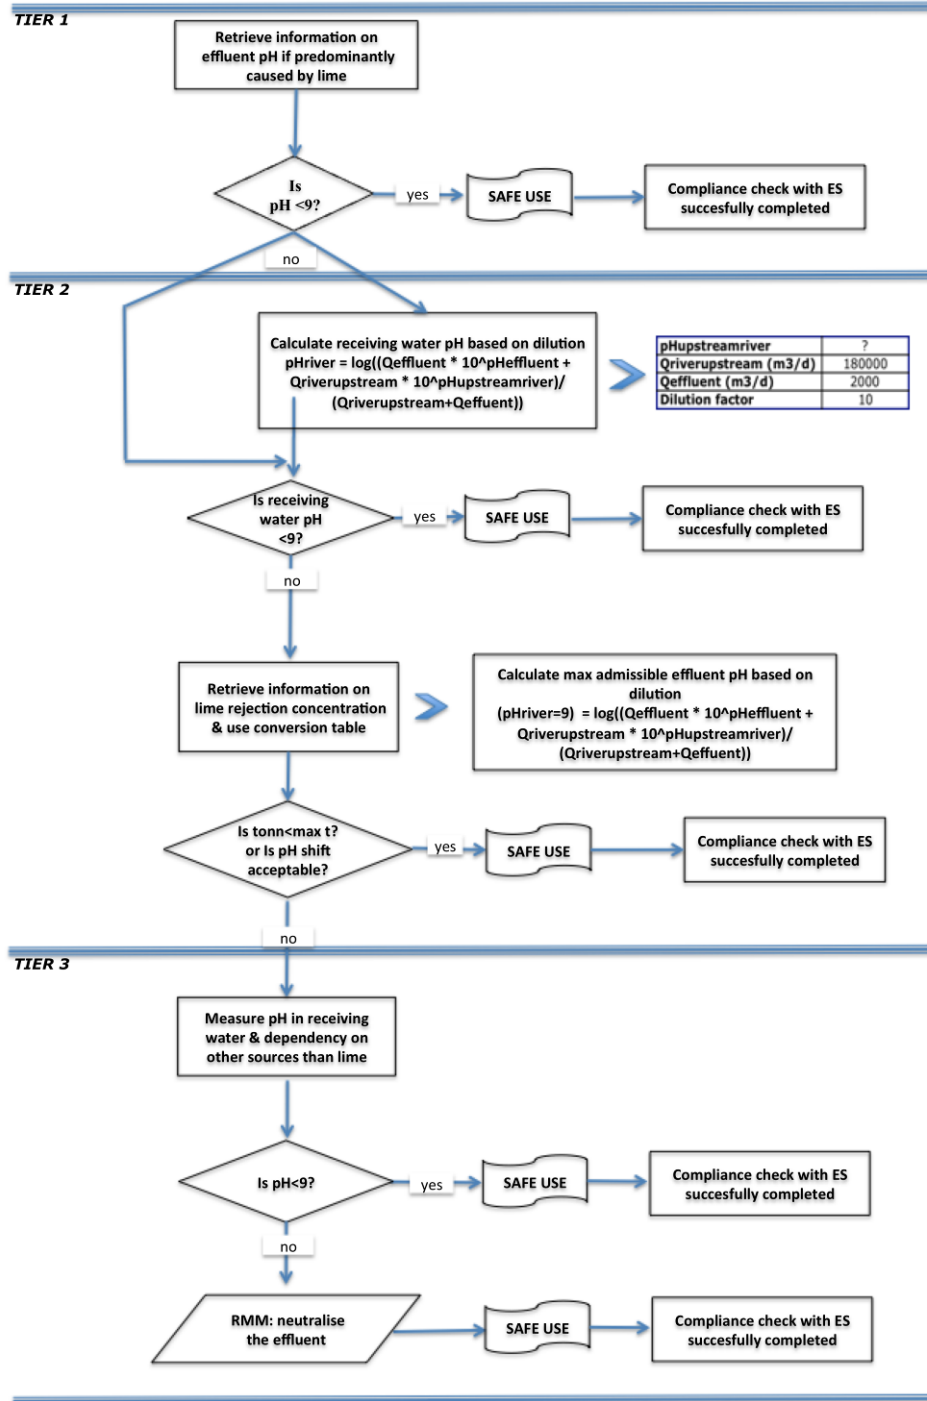 TIER 1
Retrieve information on
effluent pH if predominantly
caused by lime
Is
pH <9?
yes
SAFE USE
Compliance check with ES
succesfully completed
no
TIER 2
Calculate receiving water pH based on dilution
pHriver = log((Qeffluent * 10^pHeffluent +
Qriverupstream * 10^pHupstreamriver)/
(Qriverupstream+Qeffuent))
pHupstreamriver ?
Qriverupstream (m3/d) 180000
Qeffluent (m3/d) 2000
Dilution factor 10
Is receiving
water pH
<9?
yes
SAFE USE
Compliance check with ES
succesfully completed
no
Retrieve information on
lime rejection concentration
& use conversion table
Calculate max admissible effluent pH based on
dilution
(pHriver=9) = log((Qeffluent * 10^pHeffluent +
Qriverupstream * 10^pHupstreamriver)/
(Qriverupstream+Qeffuent))
Is tonn<max t?
or Is pH shift
acceptable?
yes
SAFE USE
Compliance check with ES
succesfully completed
no
TIER 3
Measure pH in receiving
water & dependency on
other sources than lime
Is pH<9?
yes
SAFE USE
Compliance check with ES
succesfully completed
no
RMM: neutralise
the effluent
SAFE USE
Compliance check with ES
succesfully completed